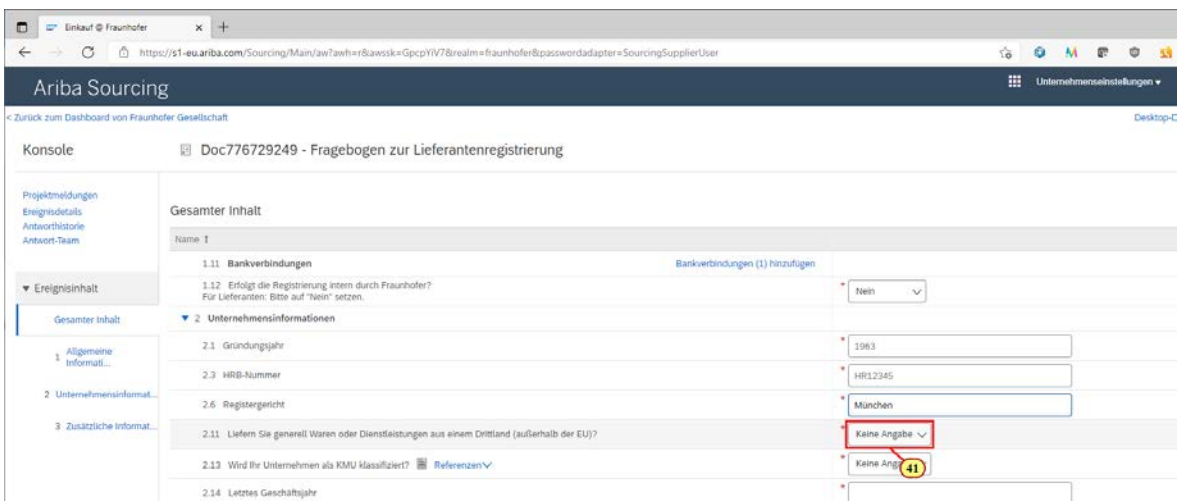 Einkauf @ Fraunhofer
https://s1-eu.ariba.com/Sourcing/Main/aw?awh=r&awssk=GpcpYiV7&realm=fraunhofer&passwordadapter=SourcingSupplierUser
Ariba Sourcing
Unternehmenseinstellungen
< Zurück zum Dashboard von Fraunhofer Gesellschaft
Desktop-D
Konsole
Doc776729249 - Fragebogen zur Lieferantenregistrierung
Projektmeldungen
Ereignisdetails
Antworthistorie
Antwort-Team
Gesamter Inhalt
Name ↑
1.11 Bankverbindungen
Bankverbindungen (1) hinzufügen
▼ Ereignisinhalt
1.12 Erfolgt die Registrierung intern durch Fraunhofer?
Für Lieferanten: Bitte auf "Nein" setzen.
* Nein
Gesamter Inhalt
▼ 2 Unternehmensinformationen
1 Allgemeine
Informati...
2.1 Gründungsjahr
* 1963
2.3 HRB-Nummer
* HR12345
2 Unternehmensinformat...
2.6 Registergericht
* München
3 Zusätzliche Informat...
2.11 Liefern Sie generell Waren oder Dienstleistungen aus einem Drittland (außerhalb der EU)?
* Keine Angabe
2.13 Wird Ihr Unternehmen als KMU klassifiziert? Referenzen
* Keine Ang
41
2.14 Letztes Geschäftsjahr
*